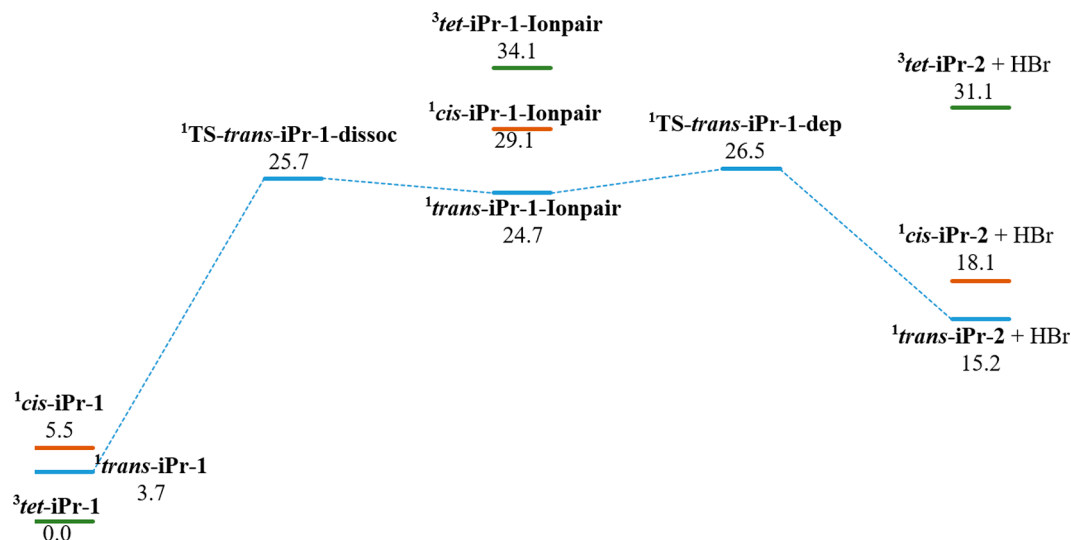 ³tet-iPr-1-Ionpair
34.1
³tet-iPr-2 + HBr
31.1
¹cis-iPr-1-Ionpair
29.1
¹TS-trans-iPr-1-dep
26.5
¹TS-trans-iPr-1-dissoc
25.7
¹trans-iPr-1-Ionpair
24.7
¹cis-iPr-2 + HBr
18.1
¹trans-iPr-2 + HBr
15.2
¹cis-iPr-1
5.5
¹trans-iPr-1
3.7
³tet-iPr-1
0.0